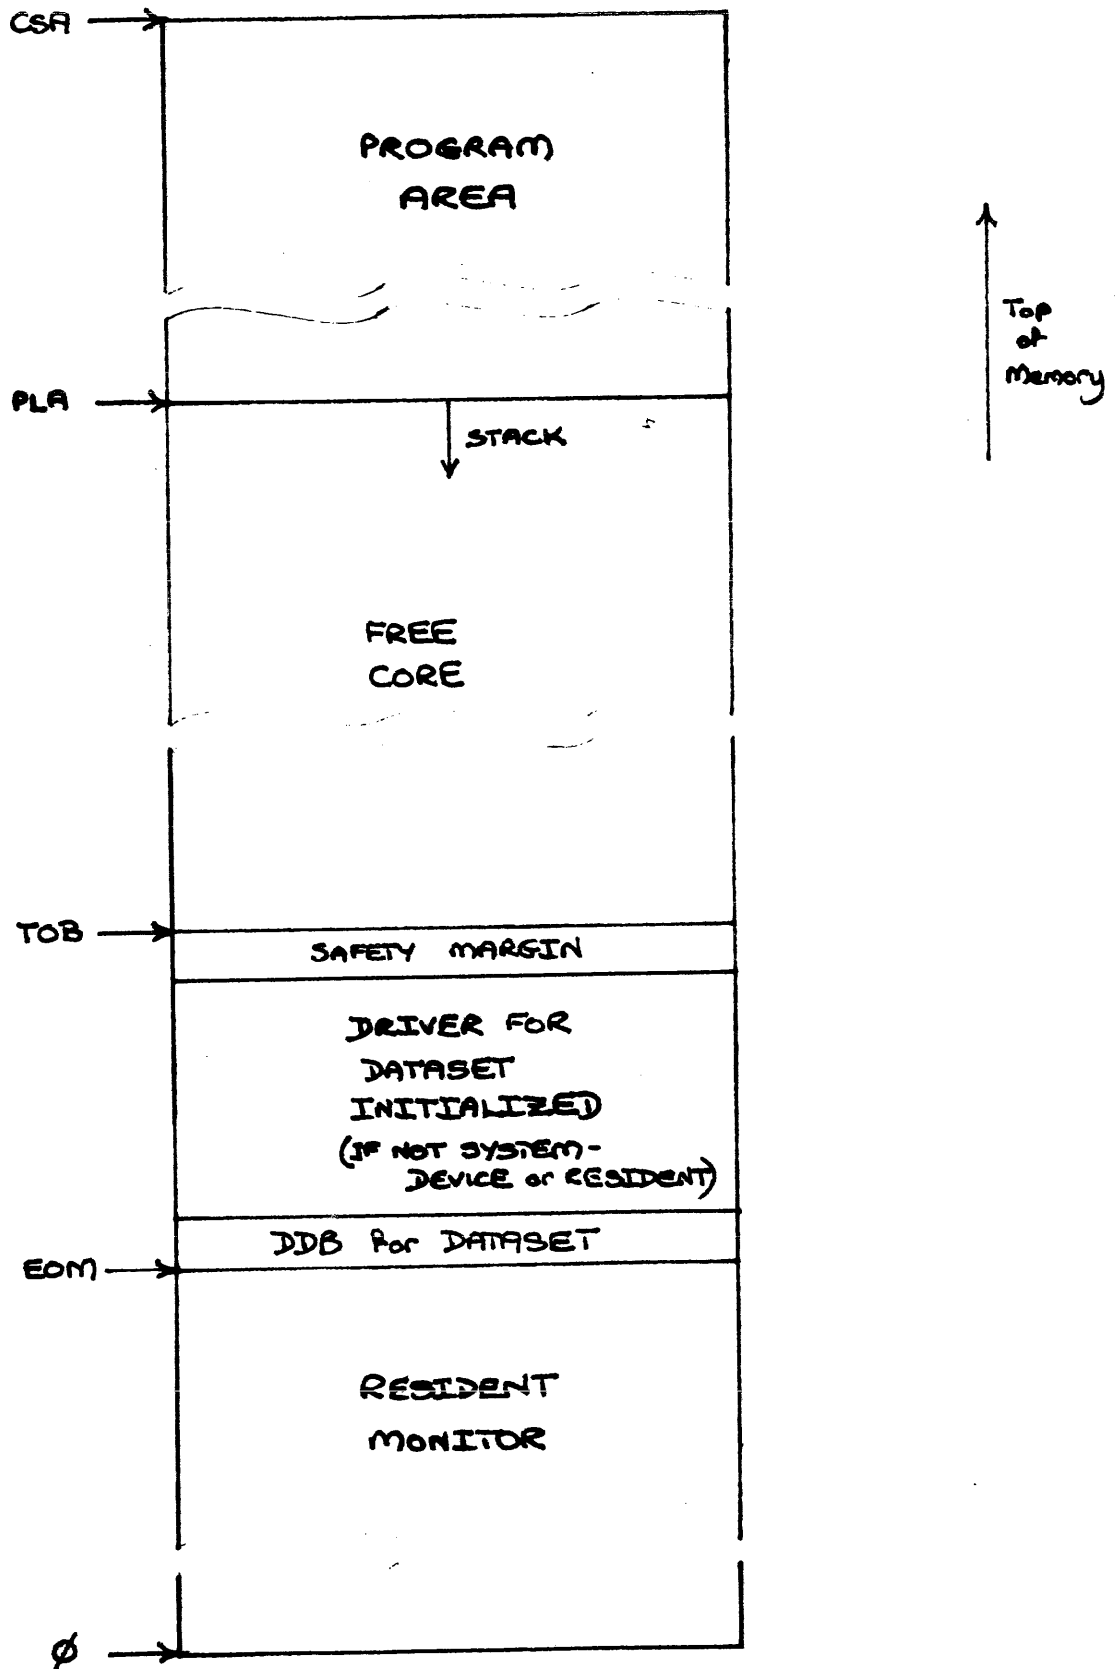 CSA
PROGRAM
AREA
Top
of
Memory
PLA
STACK
FREE
CORE
TOB
SAFETY MARGIN
DRIVER FOR
DATASET
INITIALIZED
(IF NOT SYSTEM-
DEVICE or RESIDENT)
DDB for DATASET
EOM
RESIDENT
MONITOR
Ø